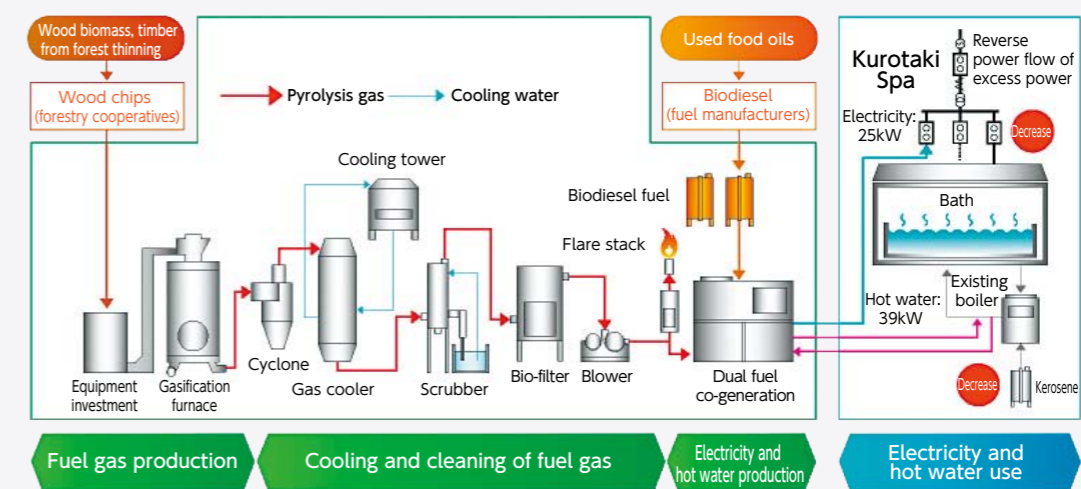 Wood biomass, timber
from forest thinning
Wood chips
(forestry cooperatives)
Pyrolysis gas
Cooling water
Used food oils
Biodiesel
(fuel manufacturers)
Kurotaki
Spa
Reverse
power flow of
excess power
Electricity:
25kW
Decrease
Cooling tower
Biodiesel fuel
Flare stack
Bath
Hot water:
39kW
Existing
boiler
Equipment
investment
Gasification
furnace
Cyclone
Gas cooler
Scrubber
Bio-filter
Blower
Dual fuel
co-generation
Decrease
Kerosene
Fuel gas production
Cooling and cleaning of fuel gas
Electricity and
hot water production
Electricity and
hot water use